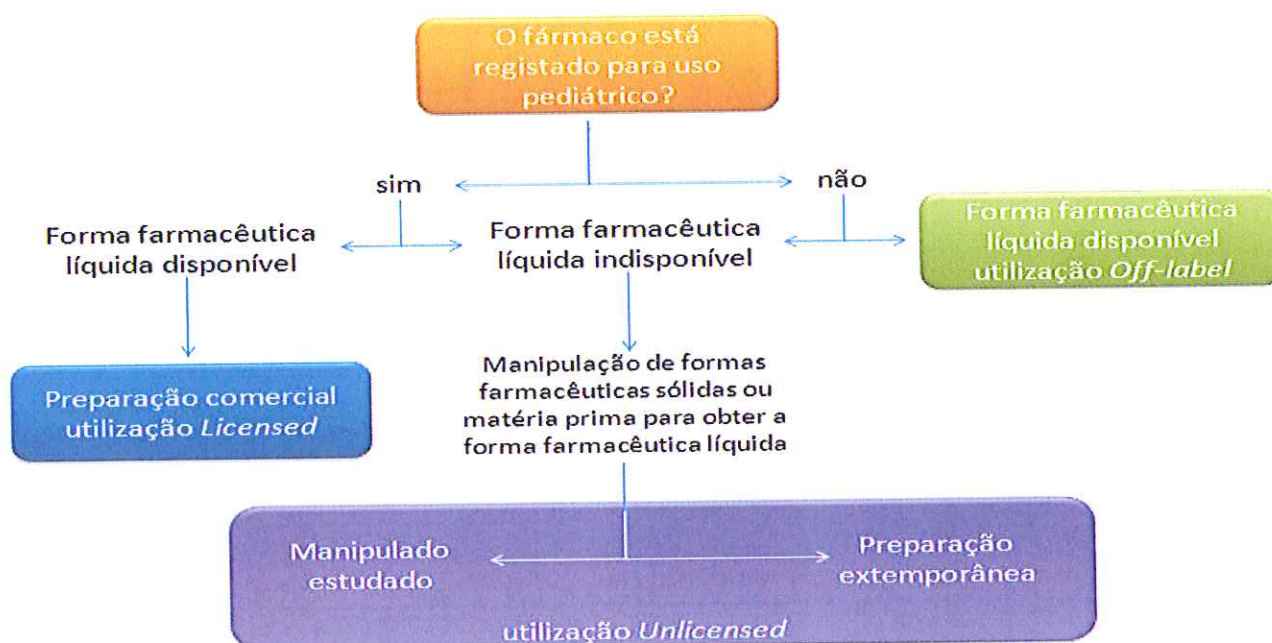 O fármaco está
registado para uso
pediátrico?
sim
não
Forma farmacêutica
líquida disponível
Forma farmacêutica
líquida indisponível
Forma farmacêutica
líquida disponível
utilização Off-label
Preparação comercial
utilização Licensed
Manipulação de formas
farmacêuticas sólidas ou
matéria prima para obter a
forma farmacêutica líquida
Manipulado
estudado
Preparação
extemporânea
utilização Unlicensed